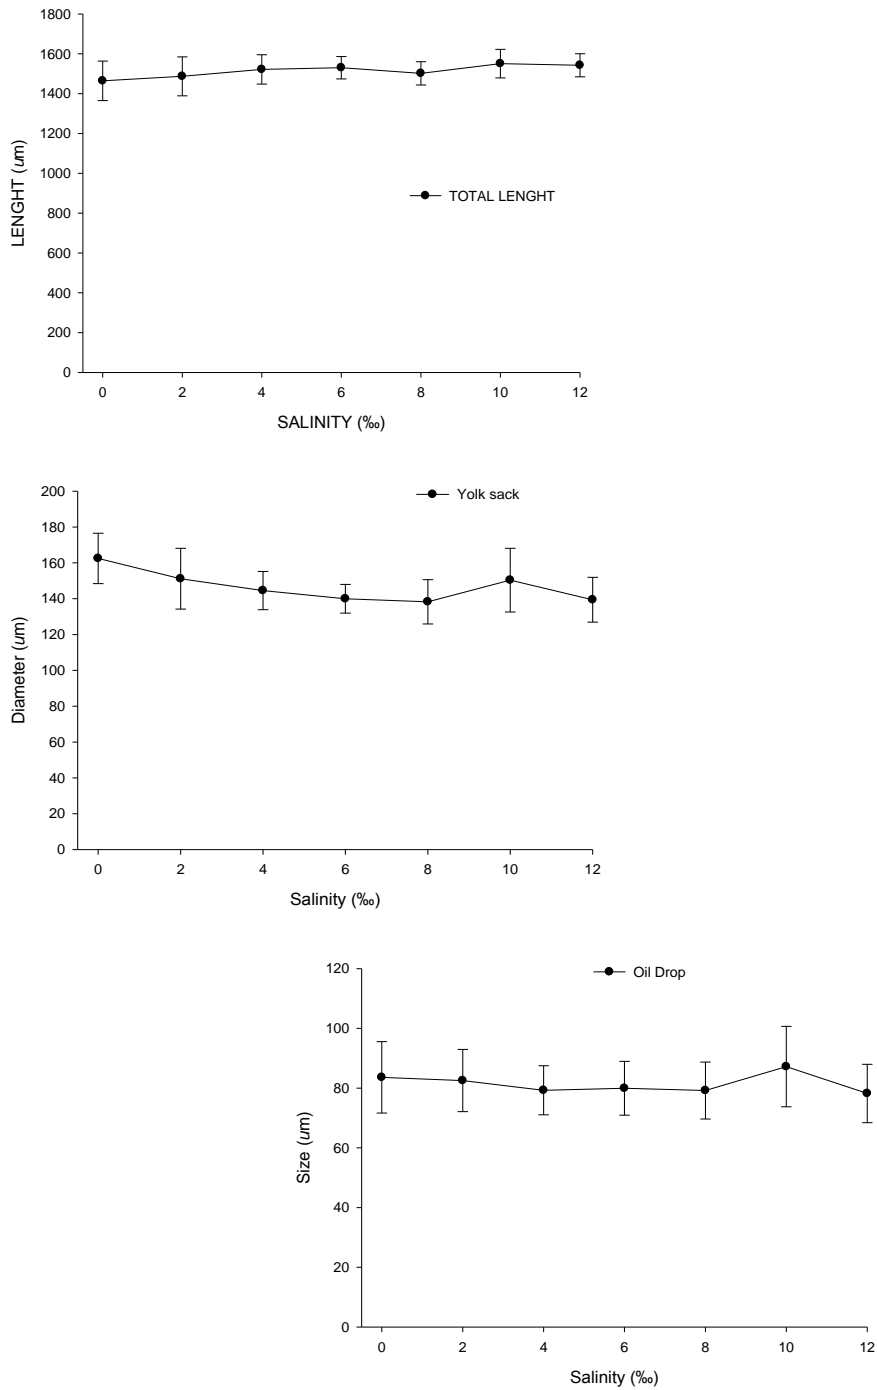 1800
1600
1400
1200
1000
800
600
400
200
0
LENGHT (um)
TOTAL LENGHT
0 2 4 6 8 10 12
SALINITY (‰)
Yolk sack
200
180
160
140
120
100
80
60
40
20
0
Diameter (um)
0 2 4 6 8 10 12
Salinity (‰)
Oil Drop
120
100
80
60
40
20
0
Size (um)
0 2 4 6 8 10 12
Salinity (‰)